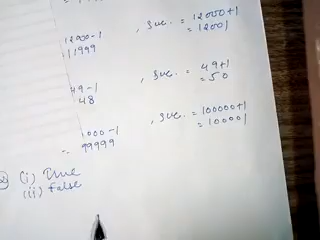 12000-1 , Suc. = 12000+1
11999 = 12001
49-1 , Suc. = 49+1
48 = 50
1000-1 , Suc. = 100000+1
= 99999 = 100001
(i) True
(ii) False